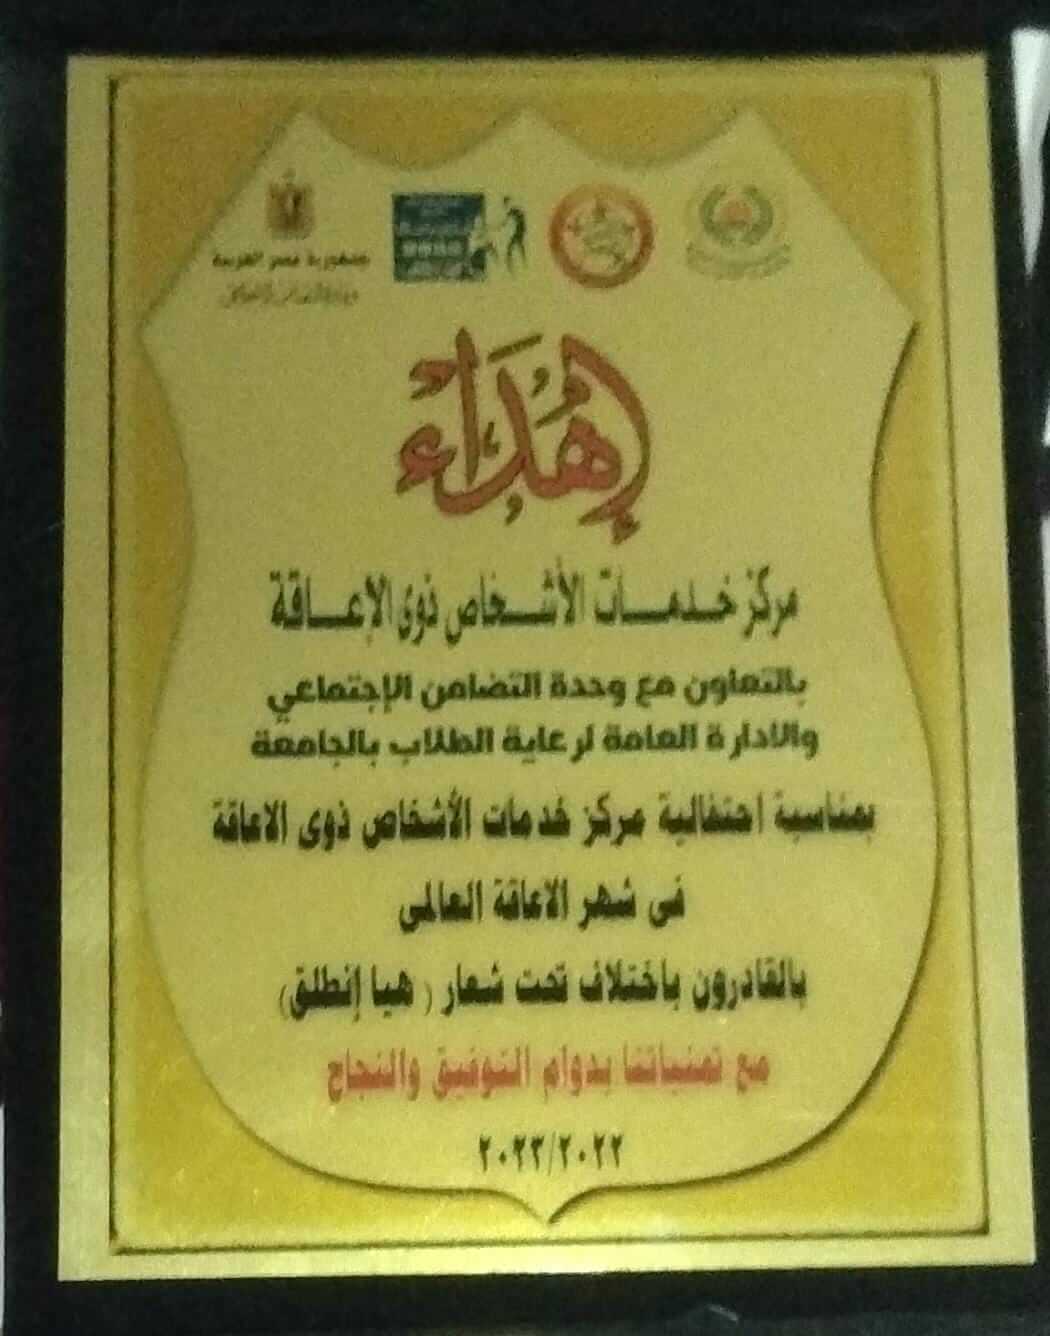 جمهورية مصر العربية
إهداء
مركز خدمات الأشخاص ذوى الإعاقة
بالتعاون مع وحدة التضامن الإجتماعي
والادارة العامة لرعاية الطلاب بالجامعة
بمناسبة احتفالية مركز خدمات الأشخاص ذوى الاعاقة
فى شهر الاعاقة العالمى
بالقادرون باختلاف تحت شعار ( هيا إنطلق)
مع تمنياتنا بدوام التوفيق والنجاح
٢٠٢٣/٢٠٢٢